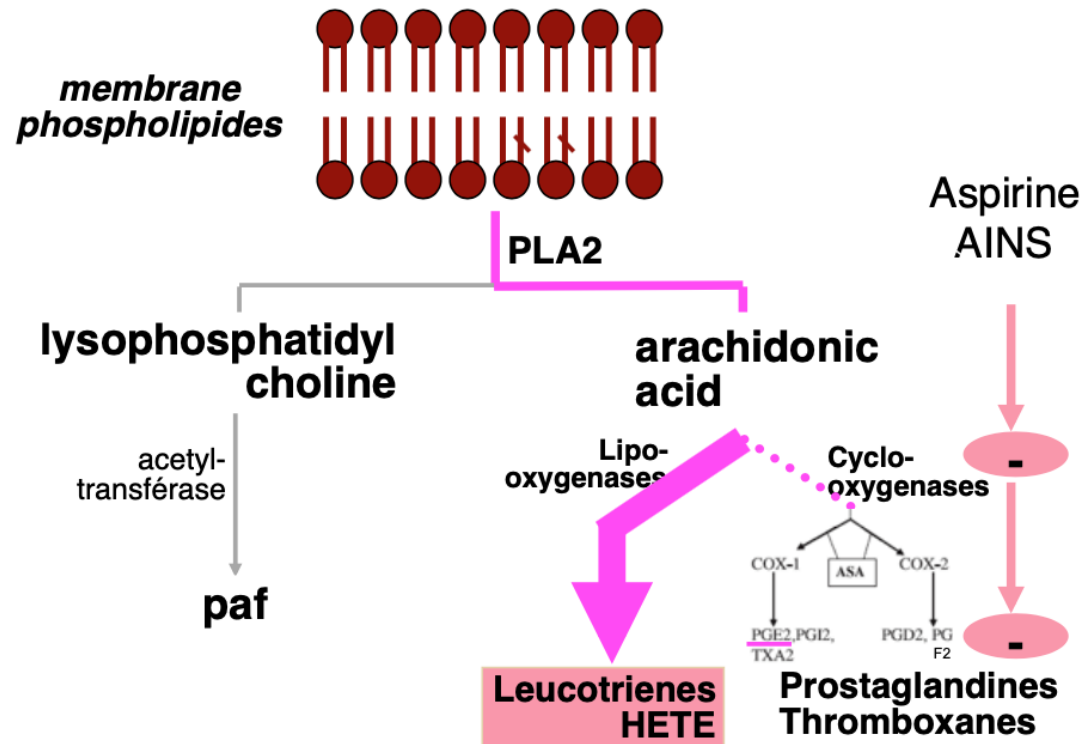 membrane
phospholipides
Aspirine
AINS
PLA2
lysophosphatidyl
choline
arachidonic
acid
acetyl-
transférase
Lipo-
oxygenases
Cyclo-
oxygenases
-
COX-1
ASA
COX-2
paf
PGE2,PGI2,
TXA2
PGD2, PG
F2
-
Leucotrienes
HETE
Prostaglandines
Thromboxanes